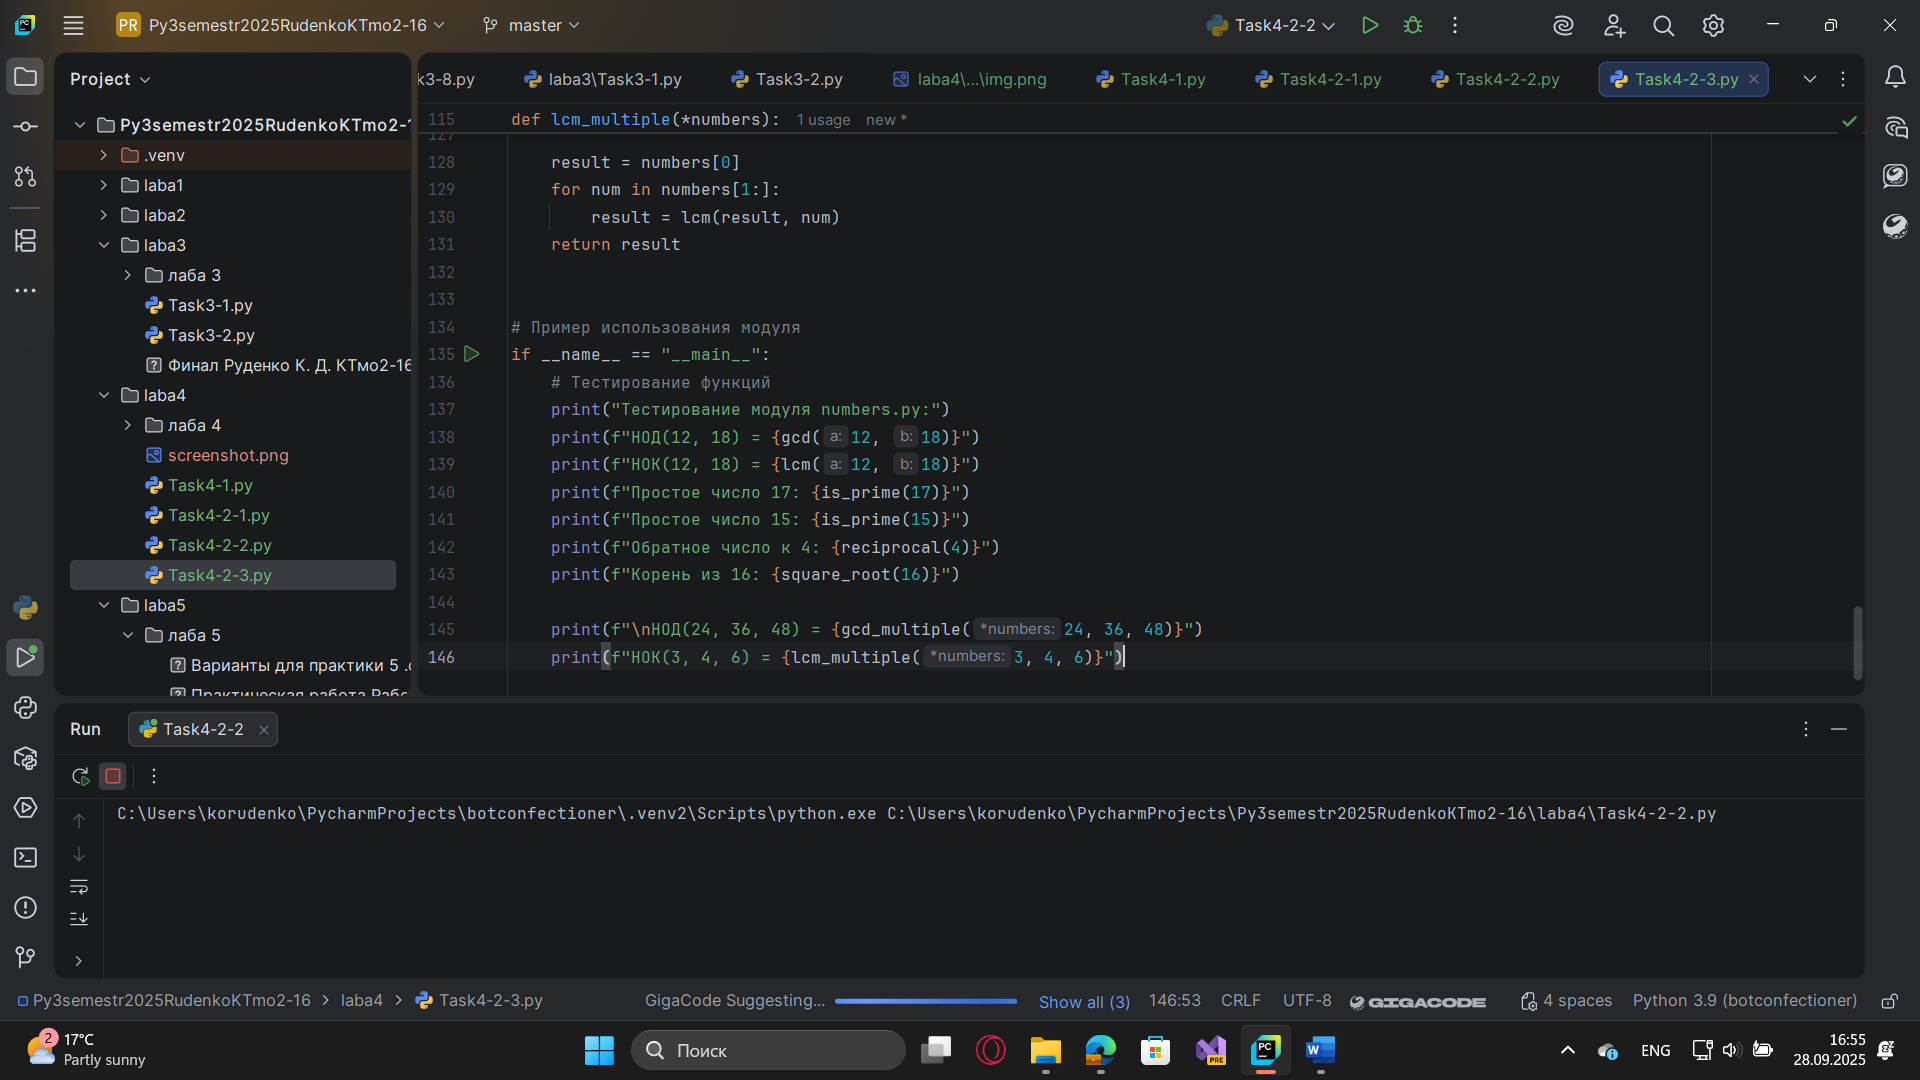 PR Py3semestr2025RudenkoKTmo2-16 master Task4-2-2
Project
k3-8.py laba3\Task3-1.py Task3-2.py laba4\...\img.png Task4-1.py Task4-2-1.py Task4-2-2.py Task4-2-3.py
Py3semestr2025RudenkoKTmo2-1
.venv
laba1
laba2
laba3
лаба 3
Task3-1.py
Task3-2.py
Финал Руденко К. Д. КТмо2-16
laba4
лаба 4
screenshot.png
Task4-1.py
Task4-2-1.py
Task4-2-2.py
Task4-2-3.py
laba5
лаба 5
Варианты для практики 5 .
Практическая работа
115 def lcm_multiple(*numbers): 1 usage new *
127
128 result = numbers[0]
129 for num in numbers[1:]:
130 result = lcm(result, num)
131 return result
132
133
134 # Пример использования модуля
135 if __name__ == "__main__":
136 # Тестирование функций
137 print("Тестирование модуля numbers.py:")
138 print(f"НОД(12, 18) = {gcd( a: 12, b: 18)}")
139 print(f"НОК(12, 18) = {lcm( a: 12, b: 18)}")
140 print(f"Простое число 17: {is_prime(17)}")
141 print(f"Простое число 15: {is_prime(15)}")
142 print(f"Обратное число к 4: {reciprocal(4)}")
143 print(f"Корень из 16: {square_root(16)}")
144
145 print(f"\nНОД(24, 36, 48) = {gcd_multiple( *numbers: 24, 36, 48)}")
146 print(f"НОК(3, 4, 6) = {lcm_multiple( *numbers: 3, 4, 6)}")
Run Task4-2-2
C:\Users\korudenko\PycharmProjects\botconfectioner\.venv2\Scripts\python.exe C:\Users\korudenko\PycharmProjects\Py3semestr2025RudenkoKTmo2-16\laba4\Task4-2-2.py
Py3semestr2025RudenkoKTmo2-16 > laba4 > Task4-2-3.py GigaCode Suggesting... Show all (3) 146:53 CRLF UTF-8 GIGACODE 4 spaces Python 3.9 (botconfectioner)
2 17°C
Partly sunny
Поиск
PRE
PC
ENG
16:55
28.09.2025